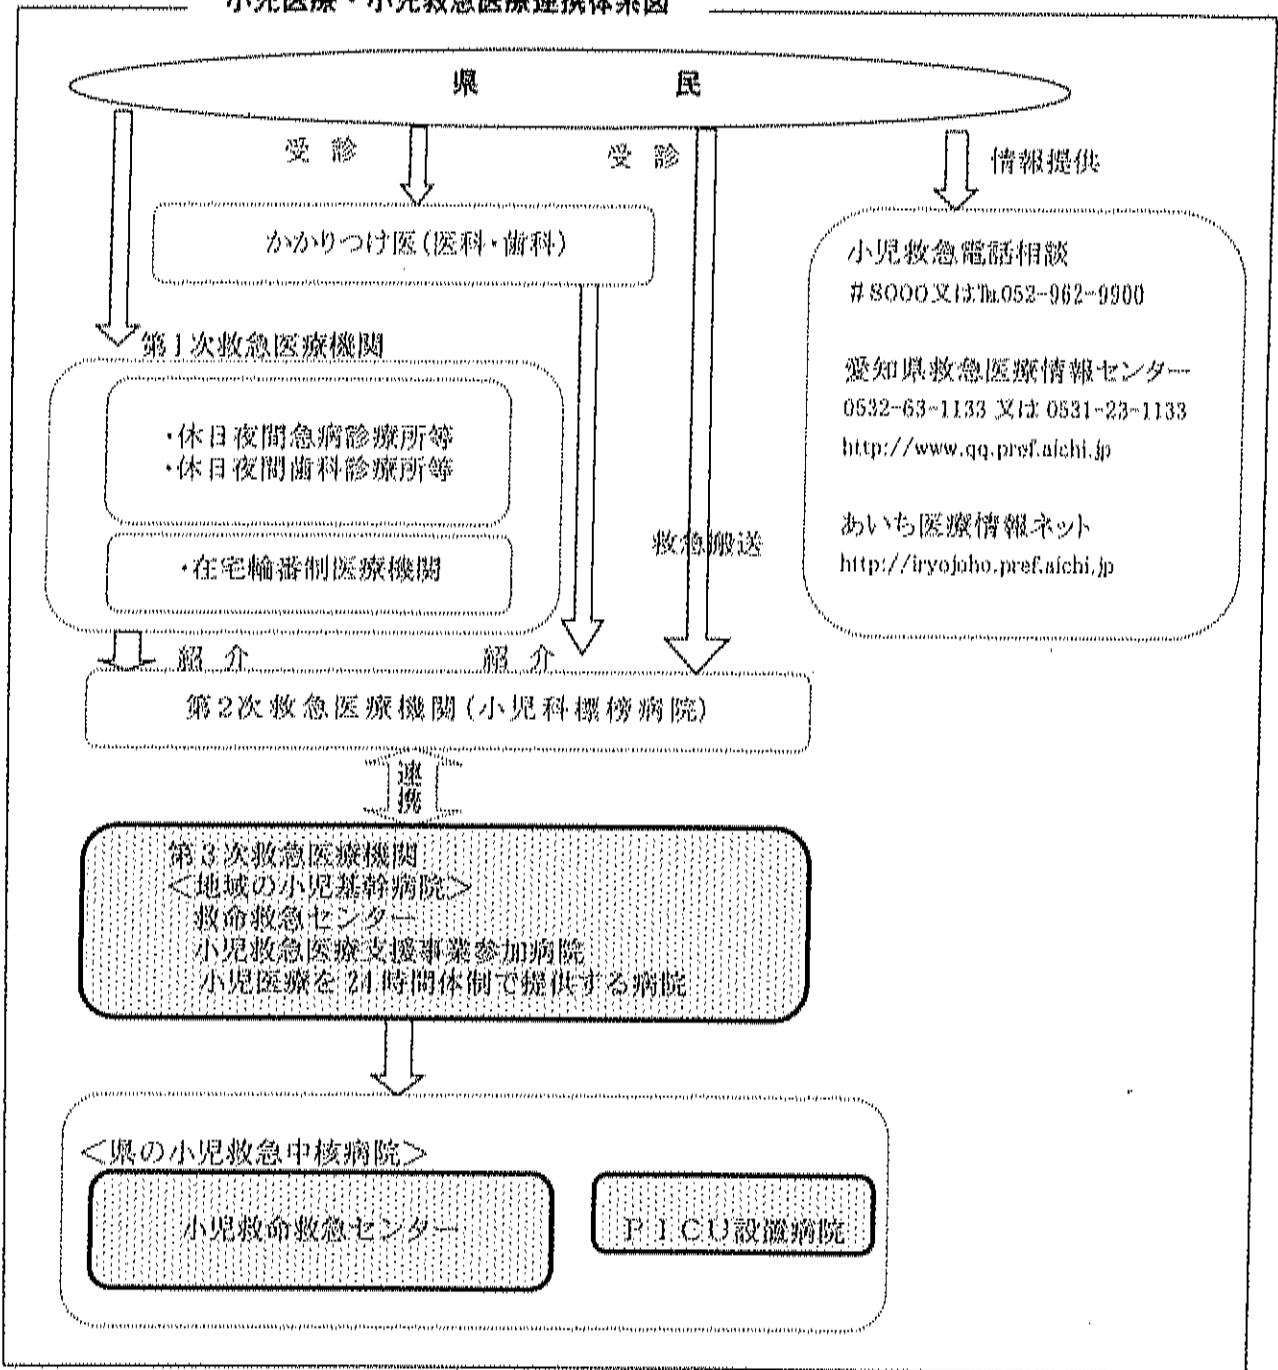 小児医療・小児救急医療連携体系図
県　　　民
受 診
受 診
情報提供
かかりつけ医(医科・歯科)
小児救急電話相談
#8000又は℡052-962-9900
愛知県救急医療情報センター
0532-63-1133 又は 0531-23-1133
http://www.qq.pref.aichi.jp
あいち医療情報ネット
http://iryojoho.pref.aichi.jp
第1次救急医療機関
・休日夜間急病診療所等
・休日夜間歯科診療所等
・在宅輪番制医療機関
救急搬送
紹 介
紹 介
第2次救急医療機関(小児科標榜病院)
連携
第3次救急医療機関
<地域の小児基幹病院>
救命救急センター
小児救急医療支援事業参加病院
小児医療を24時間体制で提供する病院
<県の小児救急中核病院>
小児救命救急センター
PICU設置病院